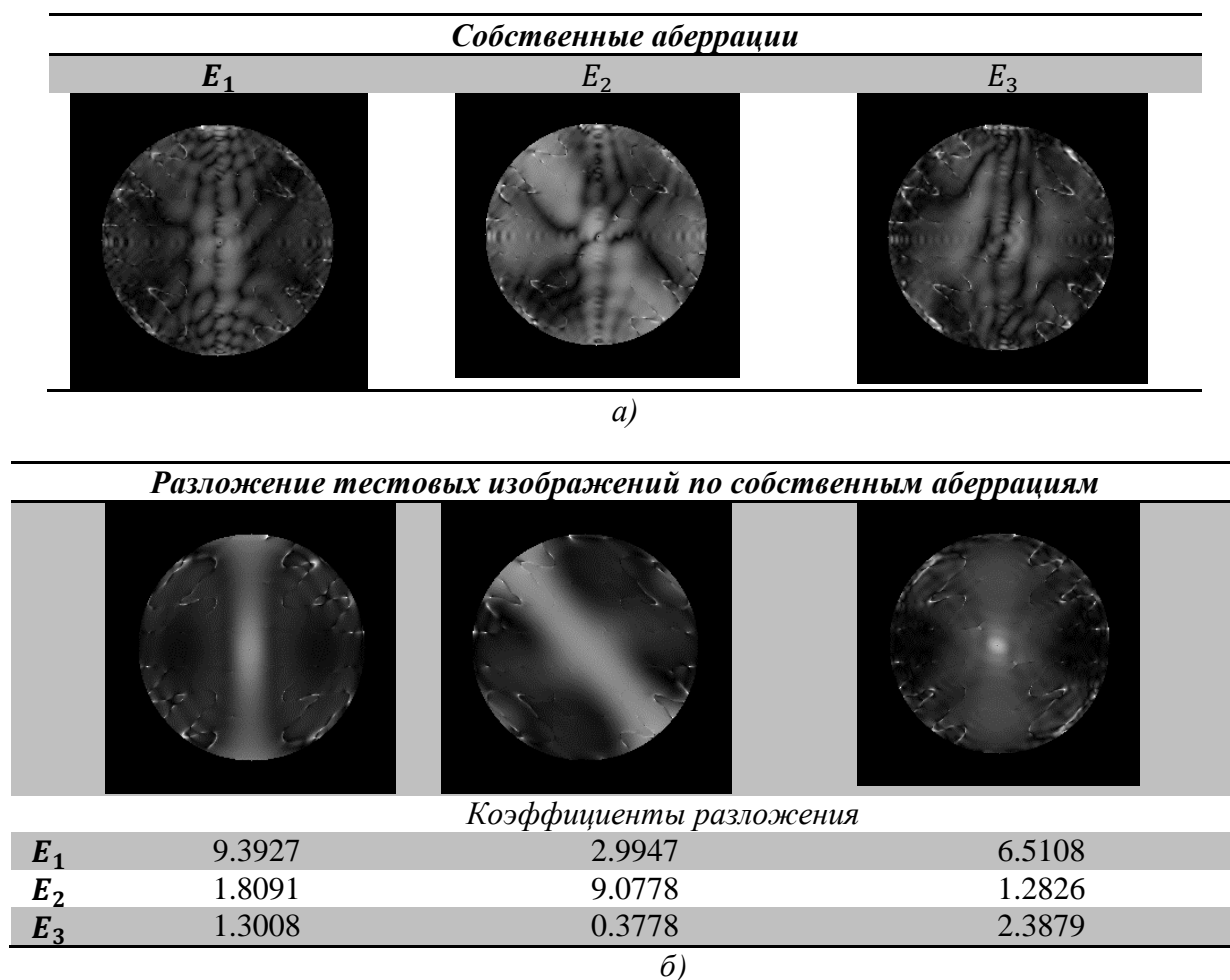 Собственные аберрации
E₁ E₂ E₃
а)
Разложение тестовых изображений по собственным аберрациям
Коэффициенты разложения
E₁ 9.3927 2.9947 6.5108
E₂ 1.8091 9.0778 1.2826
E₃ 1.3008 0.3778 2.3879
б)